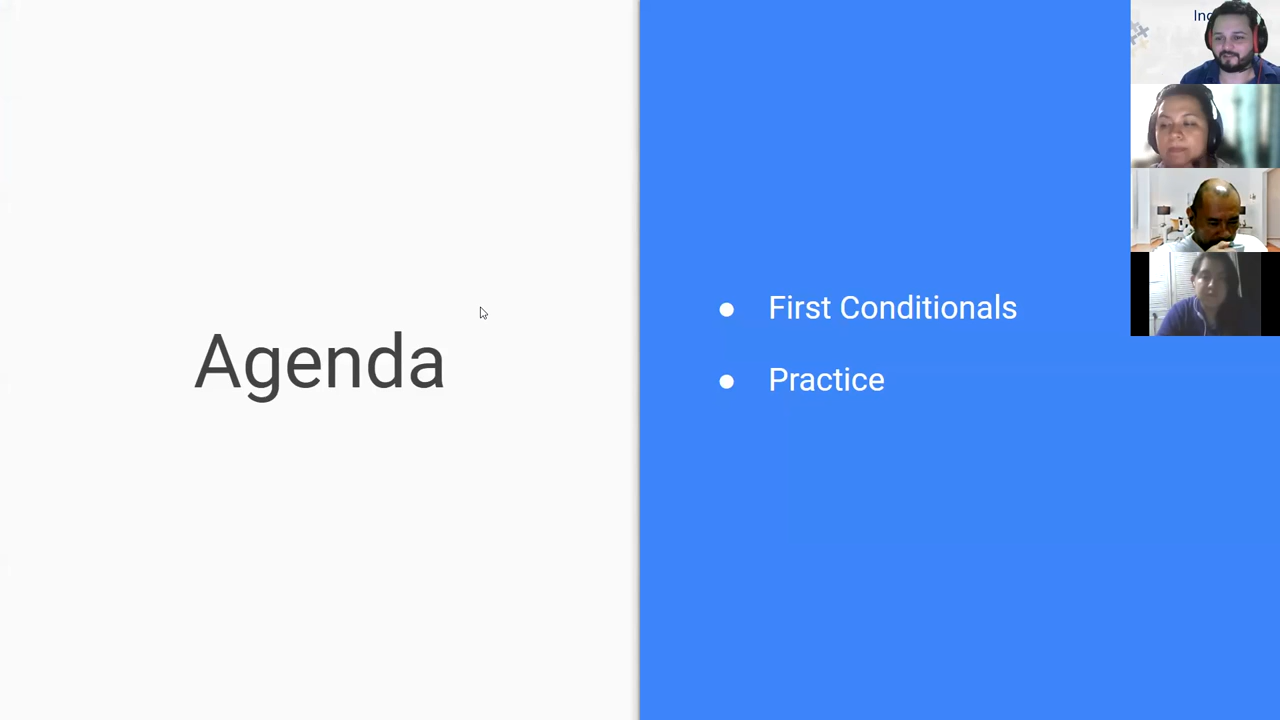 Agenda
● First Conditionals
● Practice